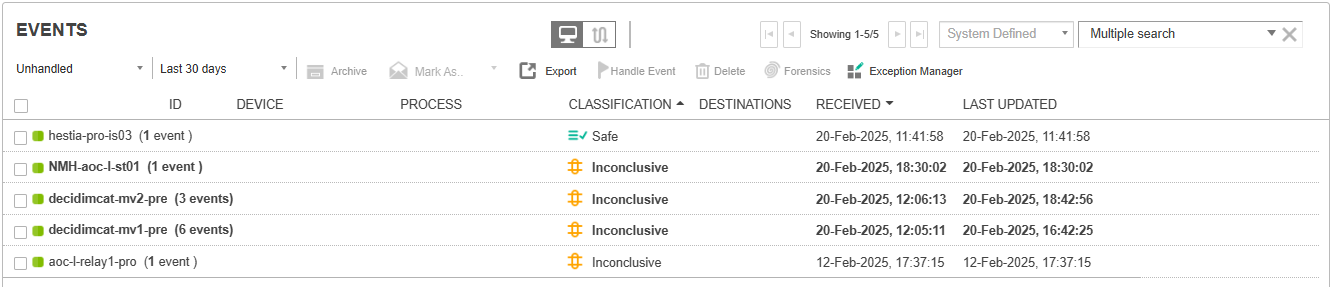 EVENTS
Showing 1-5/5 System Defined Multiple search
Unhandled Last 30 days Archive Mark As.. Export Handle Event Delete Forensics Exception Manager
ID DEVICE PROCESS CLASSIFICATION DESTINATIONS RECEIVED LAST UPDATED
hestia-pro-is03 (1 event ) Safe 20-Feb-2025, 11:41:58 20-Feb-2025, 11:41:58
NMH-aoc-l-st01 (1 event ) Inconclusive 20-Feb-2025, 18:30:02 20-Feb-2025, 18:30:02
decidimcat-mv2-pre (3 events) Inconclusive 20-Feb-2025, 12:06:13 20-Feb-2025, 18:42:56
decidimcat-mv1-pre (6 events) Inconclusive 20-Feb-2025, 12:05:11 20-Feb-2025, 16:42:25
aoc-l-relay1-pro (1 event ) Inconclusive 12-Feb-2025, 17:37:15 12-Feb-2025, 17:37:15